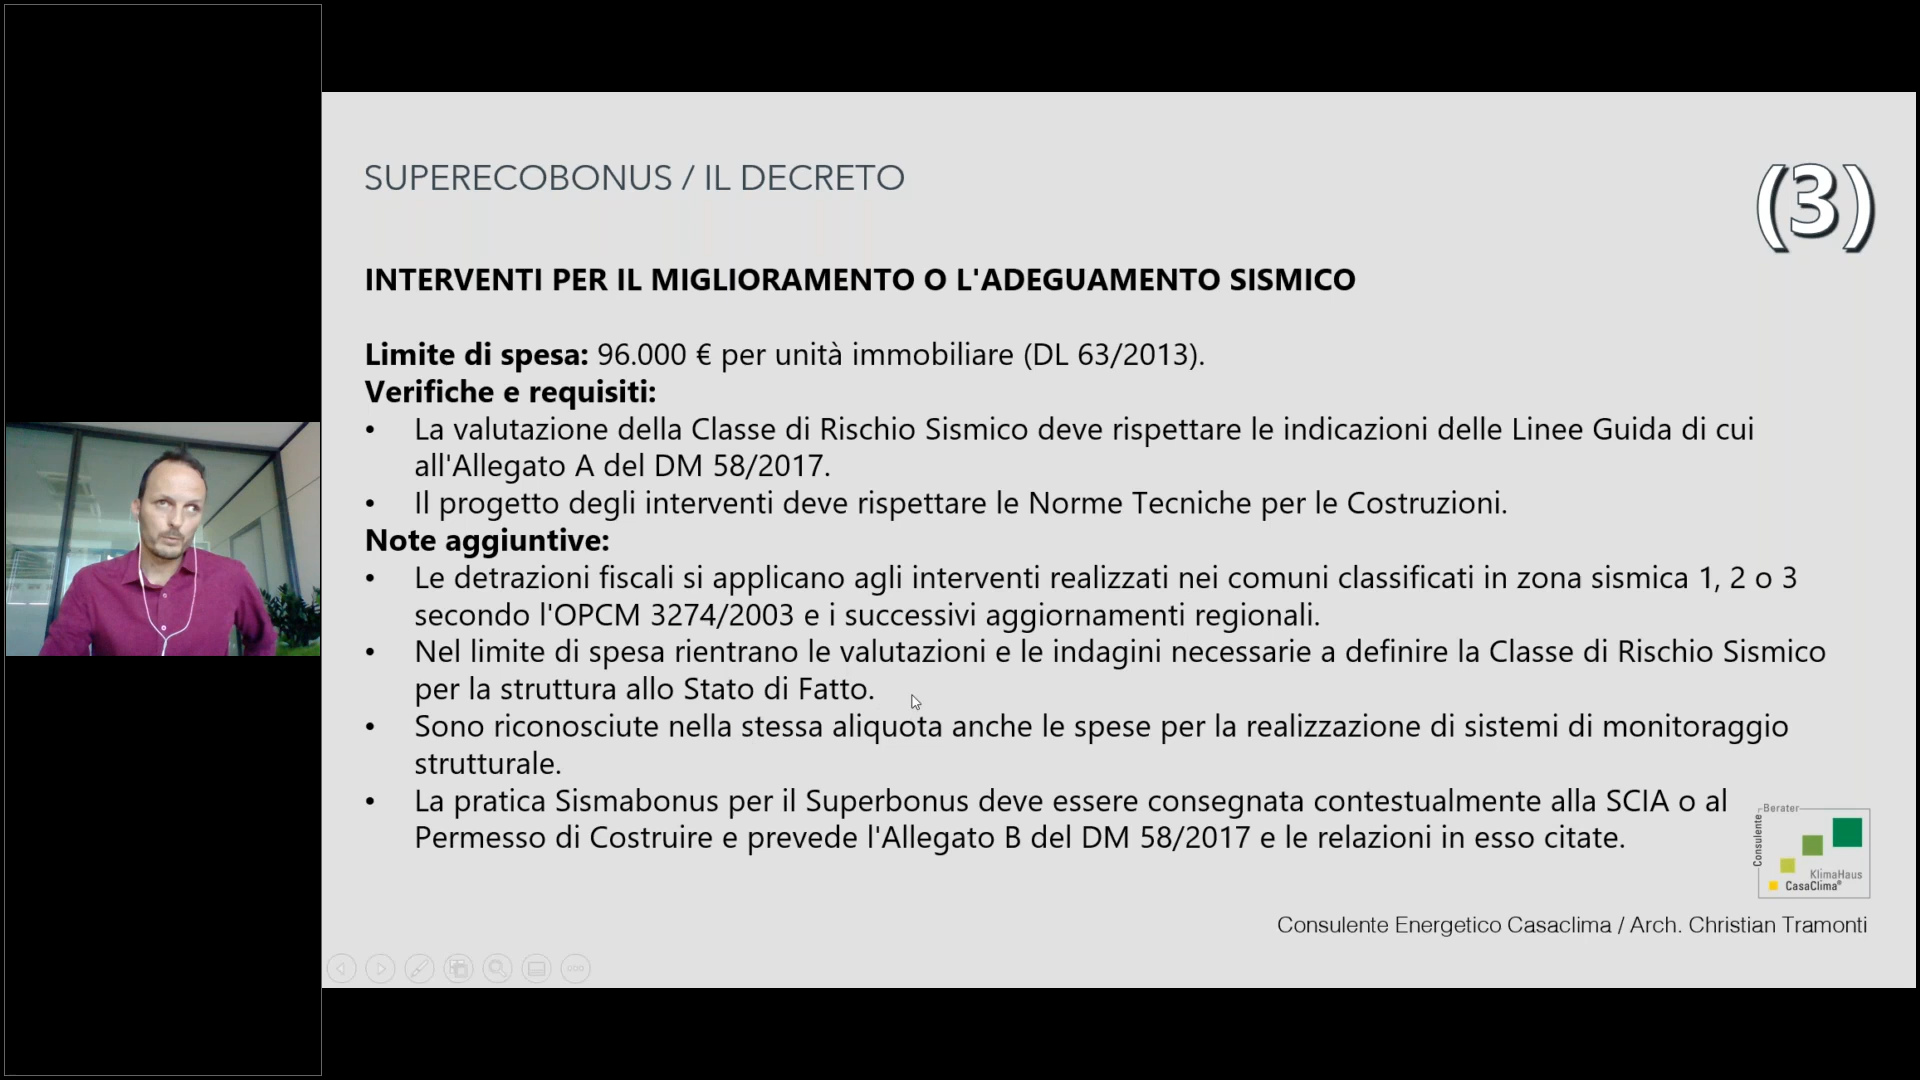 SUPERECOBONUS / IL DECRETO
(3)
INTERVENTI PER IL MIGLIORAMENTO O L'ADEGUAMENTO SISMICO
Limite di spesa: 96.000 € per unità immobiliare (DL 63/2013).
Verifiche e requisiti:
• La valutazione della Classe di Rischio Sismico deve rispettare le indicazioni delle Linee Guida di cui
all'Allegato A del DM 58/2017.
• Il progetto degli interventi deve rispettare le Norme Tecniche per le Costruzioni.
Note aggiuntive:
• Le detrazioni fiscali si applicano agli interventi realizzati nei comuni classificati in zona sismica 1, 2 o 3
secondo l'OPCM 3274/2003 e i successivi aggiornamenti regionali.
• Nel limite di spesa rientrano le valutazioni e le indagini necessarie a definire la Classe di Rischio Sismico
per la struttura allo Stato di Fatto.
• Sono riconosciute nella stessa aliquota anche le spese per la realizzazione di sistemi di monitoraggio
strutturale.
• La pratica Sismabonus per il Superbonus deve essere consegnata contestualmente alla SCIA o al
Permesso di Costruire e prevede l'Allegato B del DM 58/2017 e le relazioni in esso citate.
Berater
Consulente
KlimaHaus
CasaClima®
Consulente Energetico Casaclima / Arch. Christian Tramonti